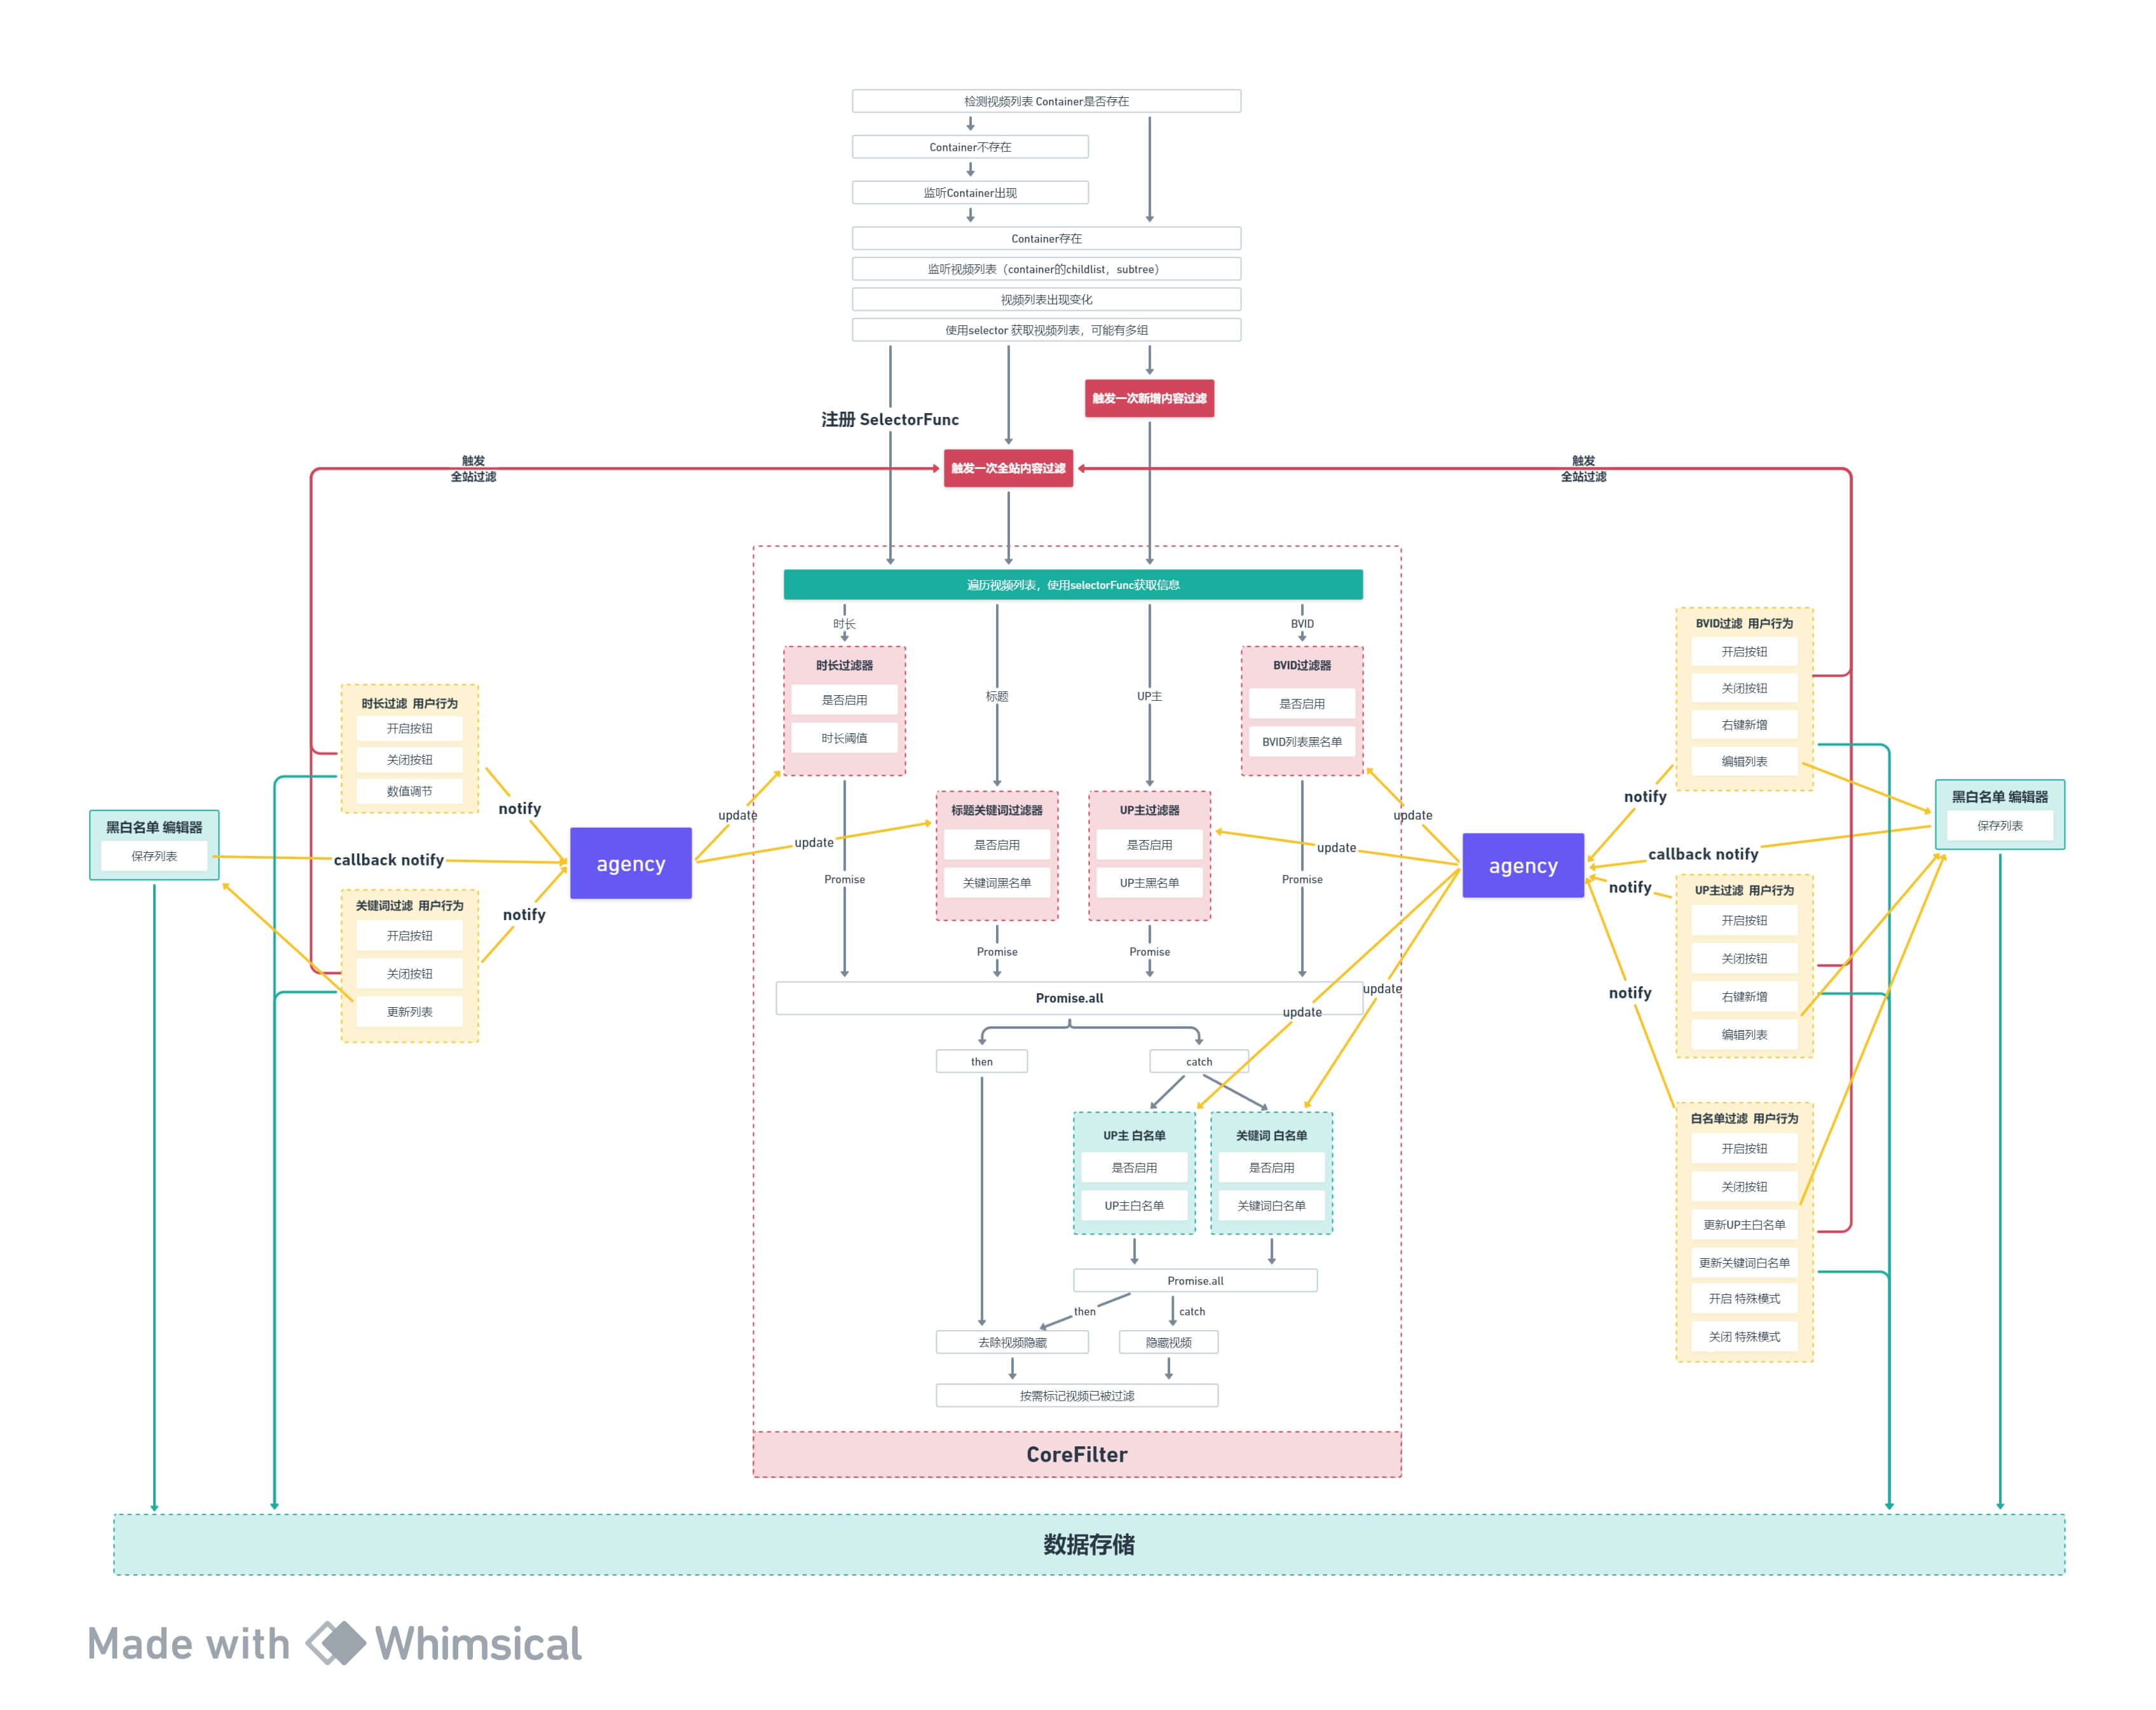 检测视频列表 Container是否存在
Container不存在
监听Container出现
Container存在
监听视频列表（container的childlist，subtree）
视频列表出现变化
使用selector 获取视频列表，可能有多组
触发一次新增内容过滤
注册 SelectorFunc
触发一次全站内容过滤
触发
全站过滤
触发
全站过滤
遍历视频列表，使用selectorFunc获取信息
时长
标题
UP主
BVID
时长过滤器
是否启用
时长阈值
标题关键词过滤器
是否启用
关键词黑名单
UP主过滤器
是否启用
UP主黑名单
BVID过滤器
是否启用
BVID列表黑名单
Promise
Promise
Promise
Promise
Promise.all
then
catch
UP主 白名单
是否启用
UP主白名单
关键词 白名单
是否启用
关键词白名单
Promise.all
then
catch
去除视频隐藏
隐藏视频
按需标记视频已被过滤
CoreFilter
时长过滤 用户行为
开启按钮
关闭按钮
数值调节
黑白名单 编辑器
保存列表
关键词过滤 用户行为
开启按钮
关闭按钮
更新列表
notify
callback notify
notify
agency
update
update
BVID过滤 用户行为
开启按钮
关闭按钮
右键新增
编辑列表
黑白名单 编辑器
保存列表
UP主过滤 用户行为
开启按钮
关闭按钮
右键新增
编辑列表
白名单过滤 用户行为
开启按钮
关闭按钮
更新UP主白名单
更新关键词白名单
开启 特殊模式
关闭 特殊模式
notify
callback notify
notify
notify
agency
update
update
update
update
数据存储
Made with Whimsical